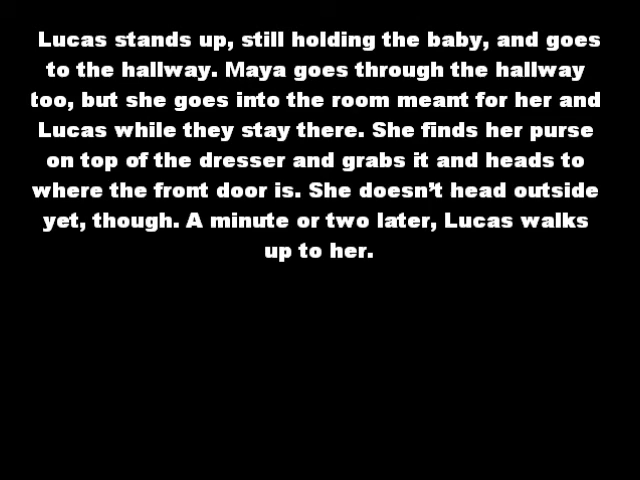 Lucas stands up, still holding the baby, and goes
to the hallway. Maya goes through the hallway
too, but she goes into the room meant for her and
Lucas while they stay there. She finds her purse
on top of the dresser and grabs it and heads to
where the front door is. She doesn’t head outside
yet, though. A minute or two later, Lucas walks
up to her.